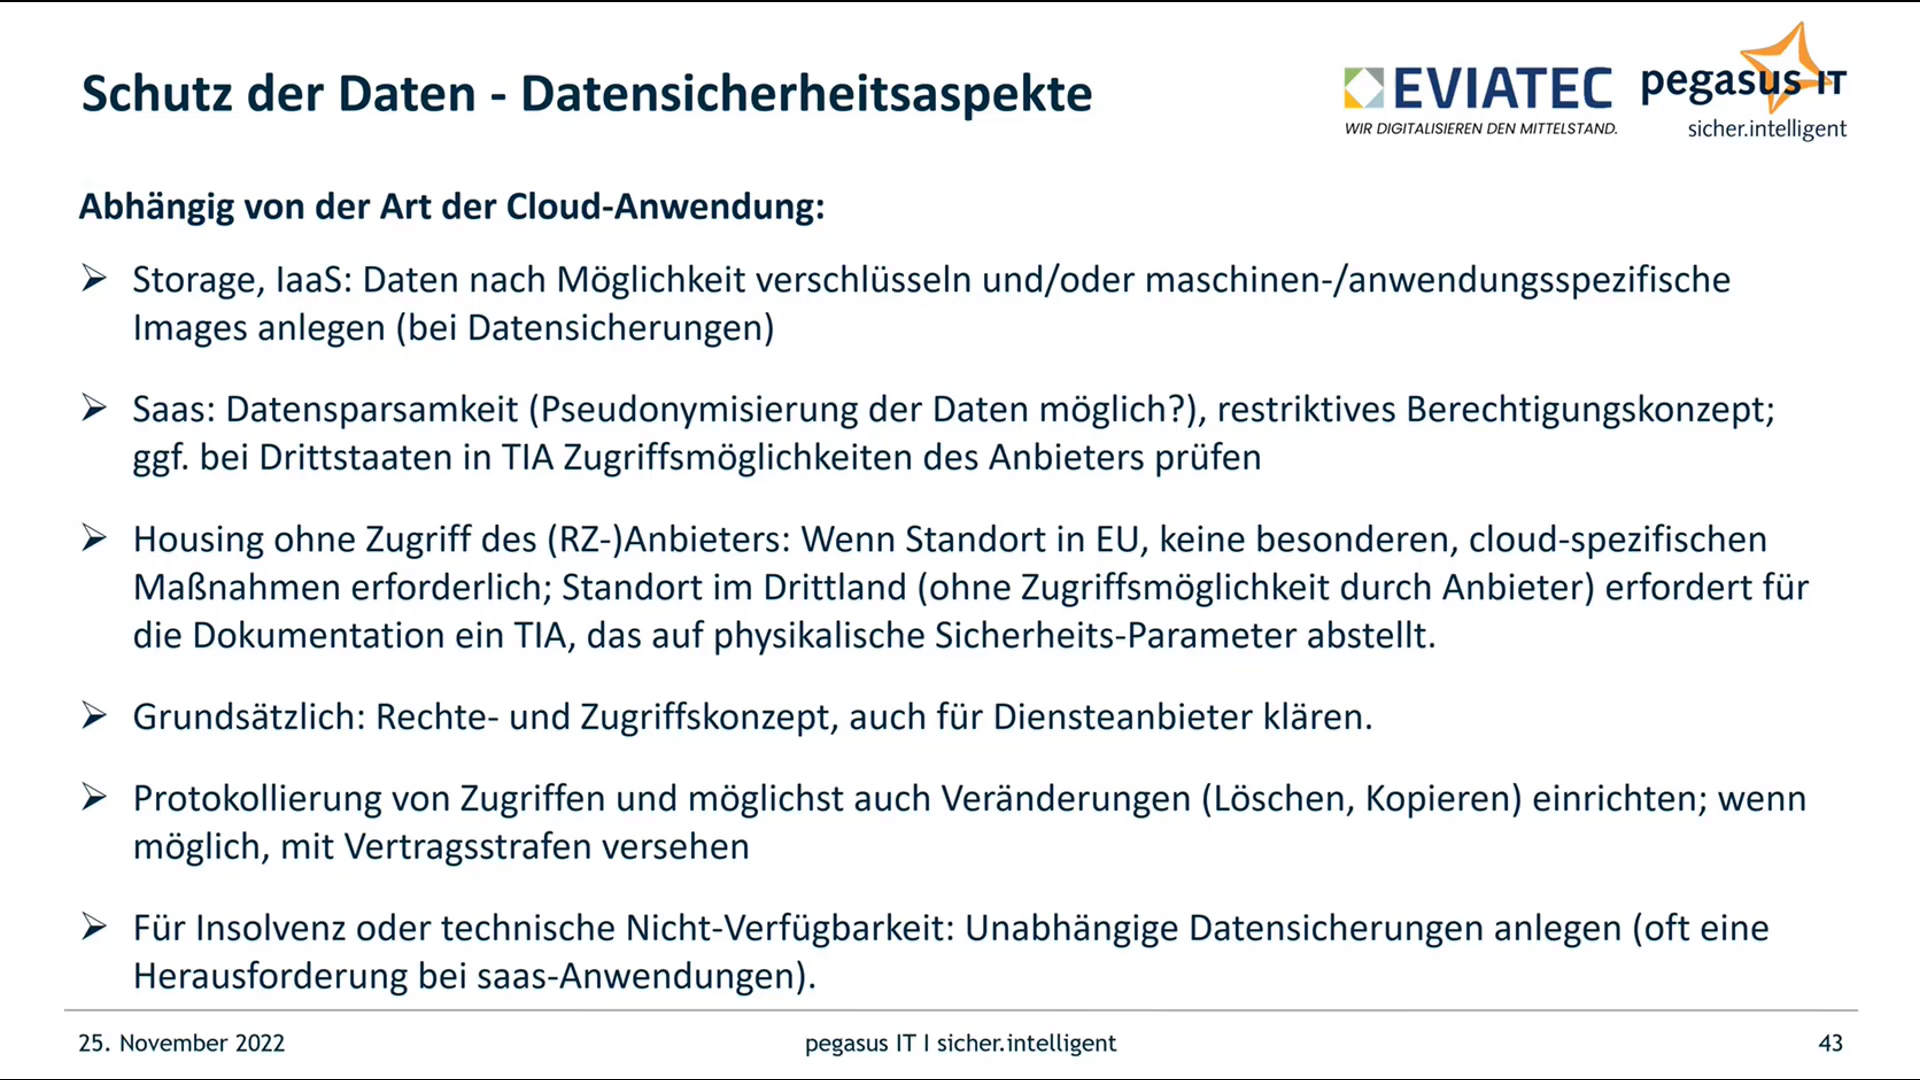 Schutz der Daten - Datensicherheitsaspekte
EVIATEC
WIR DIGITALISIEREN DEN MITTELSTAND.
pegasus IT
sicher.intelligent
Abhängig von der Art der Cloud-Anwendung:
Storage, IaaS: Daten nach Möglichkeit verschlüsseln und/oder maschinen-/anwendungsspezifische
Images anlegen (bei Datensicherungen)
Saas: Datensparsamkeit (Pseudonymisierung der Daten möglich?), restriktives Berechtigungskonzept;
ggf. bei Drittstaaten in TIA Zugriffsmöglichkeiten des Anbieters prüfen
Housing ohne Zugriff des (RZ-)Anbieters: Wenn Standort in EU, keine besonderen, cloud-spezifischen
Maßnahmen erforderlich; Standort im Drittland (ohne Zugriffsmöglichkeit durch Anbieter) erfordert für
die Dokumentation ein TIA, das auf physikalische Sicherheits-Parameter abstellt.
Grundsätzlich: Rechte- und Zugriffskonzept, auch für Diensteanbieter klären.
Protokollierung von Zugriffen und möglichst auch Veränderungen (Löschen, Kopieren) einrichten; wenn
möglich, mit Vertragsstrafen versehen
Für Insolvenz oder technische Nicht-Verfügbarkeit: Unabhängige Datensicherungen anlegen (oft eine
Herausforderung bei saas-Anwendungen).
25. November 2022
pegasus IT I sicher.intelligent
43